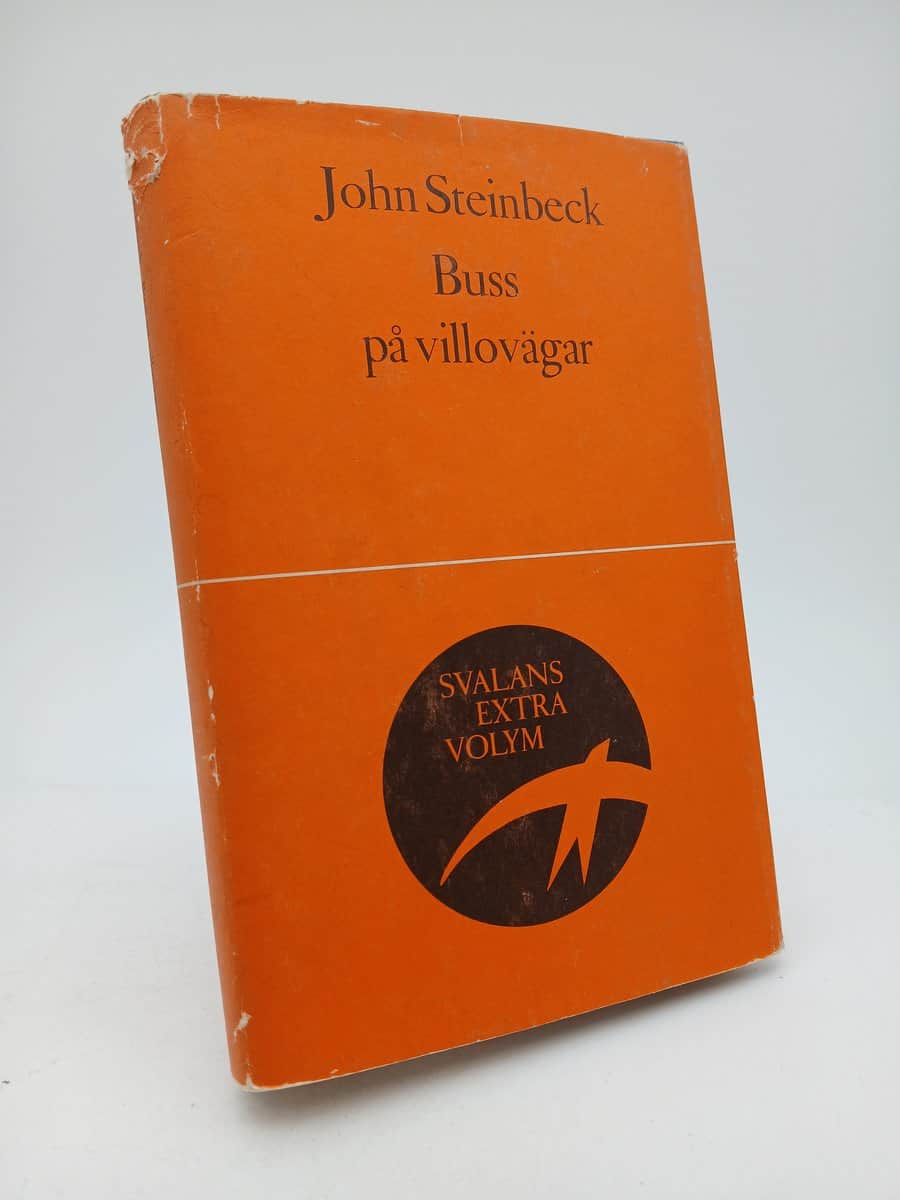 John Steinbeck
Buss
på villovägar
SVALANS
EXTRA
VOLYM